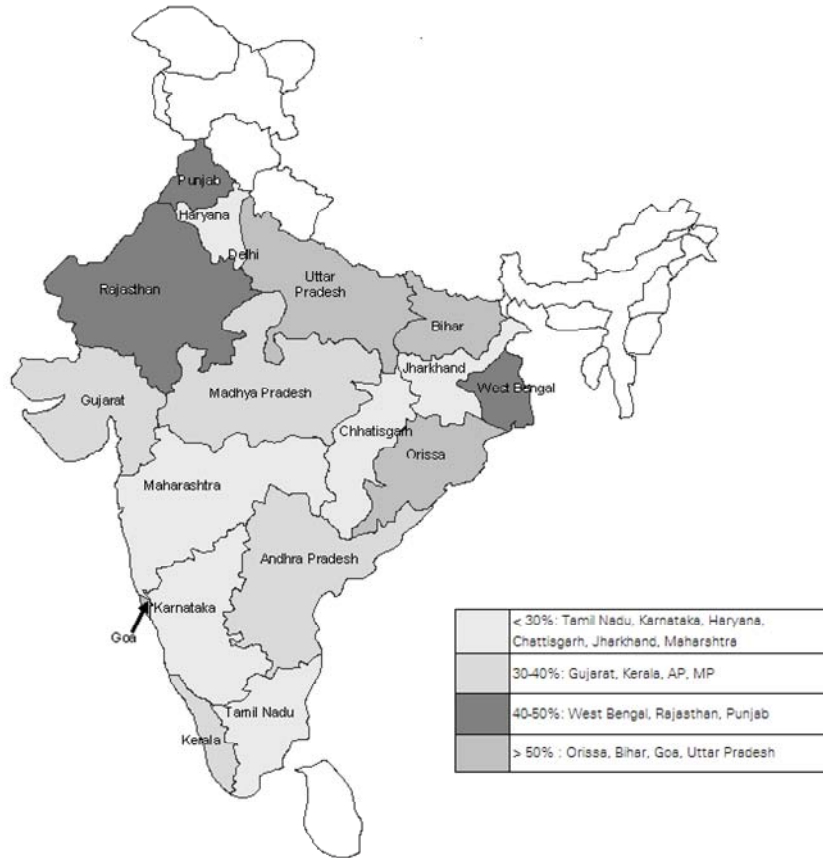 Punjab
Haryana
Delhi
Rajasthan
Uttar
Pradesh
Bihar
Jharkhand
West Bengal
Gujarat
Madhya Pradesh
Chhatisgarh
Orissa
Maharashtra
Andhra Pradesh
Karnataka
Goa
Tamil Nadu
Kerala
< 30%: Tamil Nadu, Karnataka, Haryana,
Chattisgarh, Jharkhand, Maharshtra
30-40%: Gujarat, Kerala, AP, MP
40-50%: West Bengal, Rajasthan, Punjab
> 50% : Orissa, Bihar, Goa, Uttar Pradesh